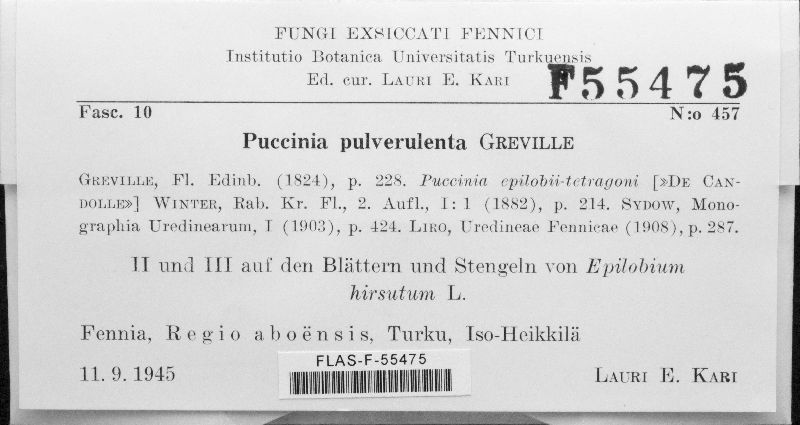 FUNGI EXSICCATI FENNICI
Institutio Botanica Universitatis Turkuensis
Ed. cur. LAURI E. KARI
F55475
Fasc. 10 N:o 457
Puccinia pulverulenta GREVILLE
GREVILLE, Fl. Edinb. (1824), p. 228. Puccinia epilobii-tetragoni [»DE CAN-
DOLLE»] WINTER, Rab. Kr. Fl., 2. Aufl., I: 1 (1882), p. 214. SYDOW, Mono-
graphia Uredinearum, I (1903), p. 424. LIRO, Uredineae Fennicae (1908), p. 287.
II und III auf den Blättern und Stengeln von Epilobium
hirsutum L.
Fennia, Regio aboënsis, Turku, Iso-Heikkilä
FLAS-F-55475
11. 9. 1945 LAURI E. KARI